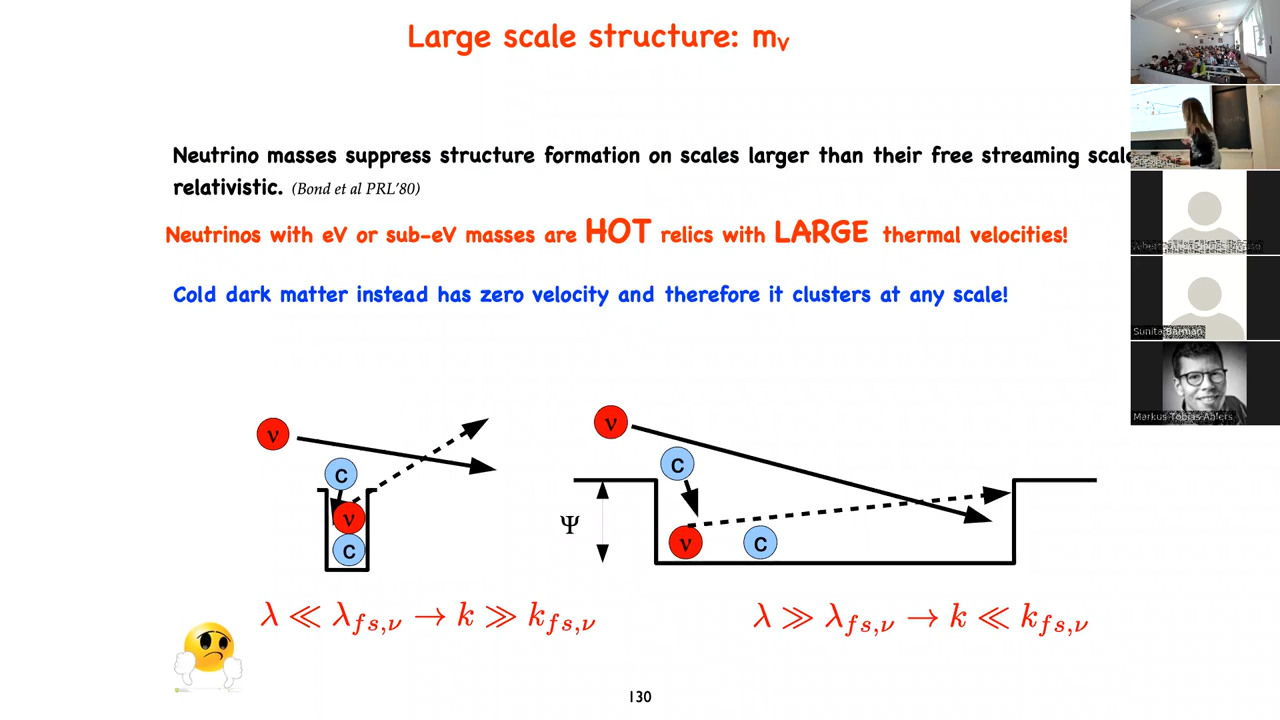 Large scale structure: mν
Neutrino masses suppress structure formation on scales larger than their free streaming scale
relativistic. (Bond et al PRL'80)
Neutrinos with eV or sub-eV masses are HOT relics with LARGE thermal velocities!
Cold dark matter instead has zero velocity and therefore it clusters at any scale!
ν
c
ν
c
ν
c
Ψ
ν
c
λ ≪ λfs,ν → k ≫ kfs,ν
λ ≫ λfs,ν → k ≪ kfs,ν
130
Sunita Barman
Markus Tobias Ahlers